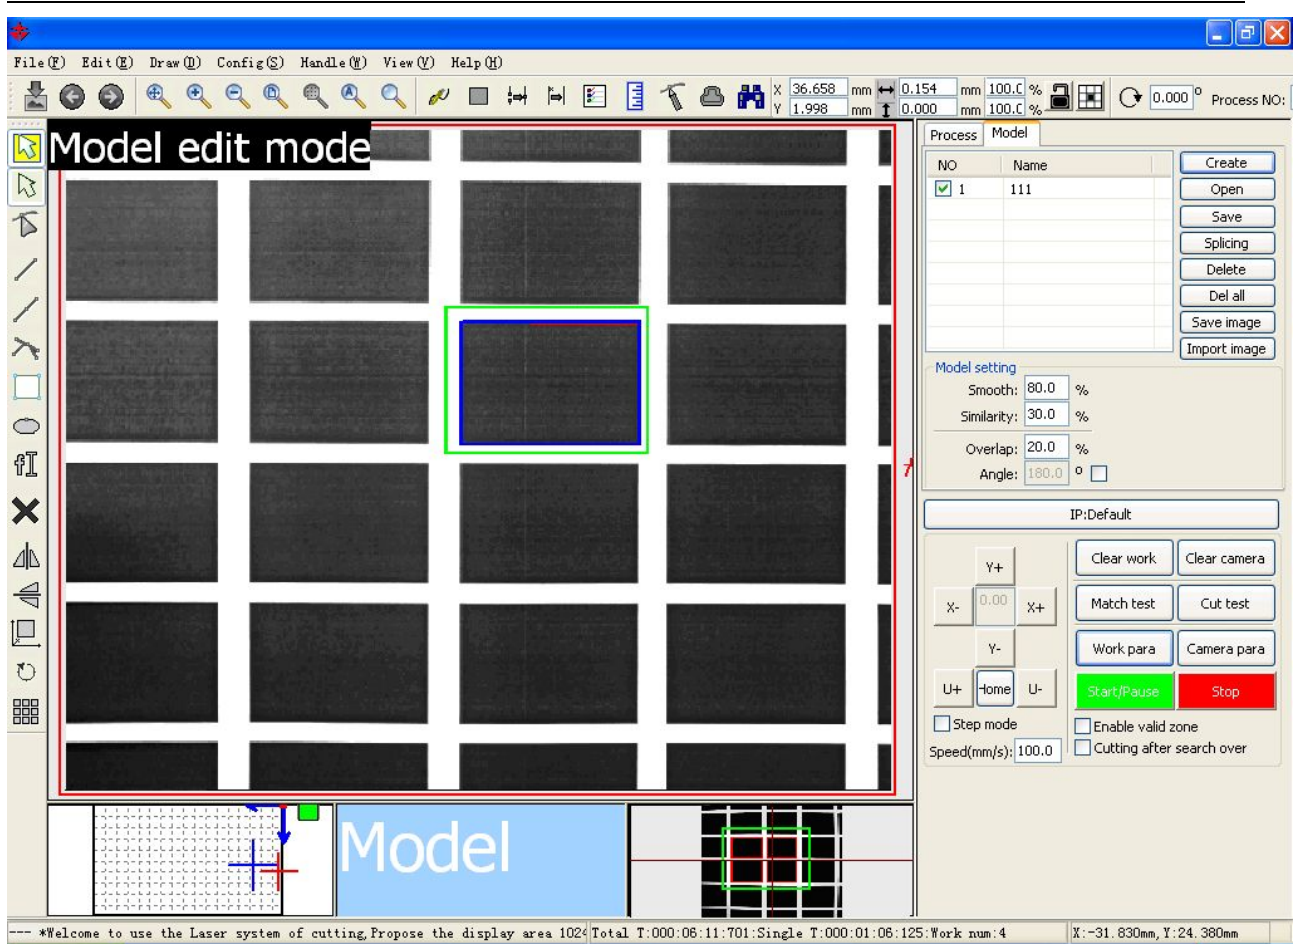 File(F) Edit(E) Draw(D) Config(S) Handle(W) View(V) Help(H)
X 36.658 mm 0.154 mm 100.0 % 0.000 ° Process NO:
Y 1.998 mm 0.000 mm 100.0 %
Model edit mode
Process Model
NO Name
1 111
Create
Open
Save
Splicing
Delete
Del all
Save image
Import image
Model setting
Smooth: 80.0 %
Similarity: 30.0 %
Overlap: 20.0 %
Angle: 180.0 °
IP:Default
Y+
X- 0.00 X+
Y-
U+ Home U-
Step mode
Speed(mm/s): 100.0
Clear work Clear camera
Match test Cut test
Work para Camera para
Start/Pause Stop
Enable valid zone
Cutting after search over
Model
--- *Welcome to use the Laser system of cutting,Propose the display area 1024 Total T:000:06:11:701:Single T:000:01:06:125:Work num:4 X:-31.830mm,Y:24.380mm